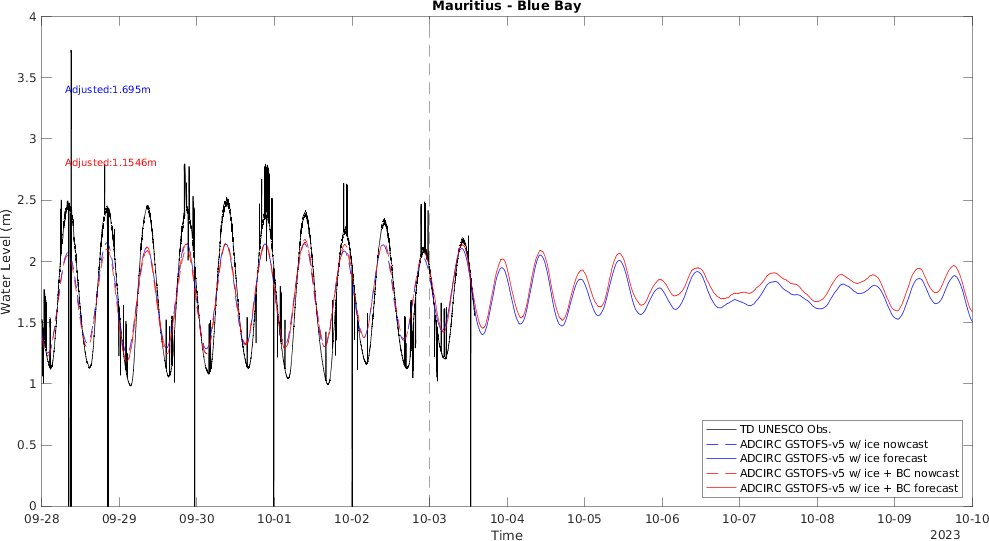 Mauritius - Blue Bay
4
3.5
3
2.5
2
1.5
1
0.5
0
Water Level (m)
Adjusted:1.695m
Adjusted:1.1546m
TD UNESCO Obs.
ADCIRC GSTOFS-v5 w/ ice nowcast
ADCIRC GSTOFS-v5 w/ ice forecast
ADCIRC GSTOFS-v5 w/ ice + BC nowcast
ADCIRC GSTOFS-v5 w/ ice + BC forecast
09-28 09-29 09-30 10-01 10-02 10-03 10-04 10-05 10-06 10-07 10-08 10-09 10-10
Time
2023